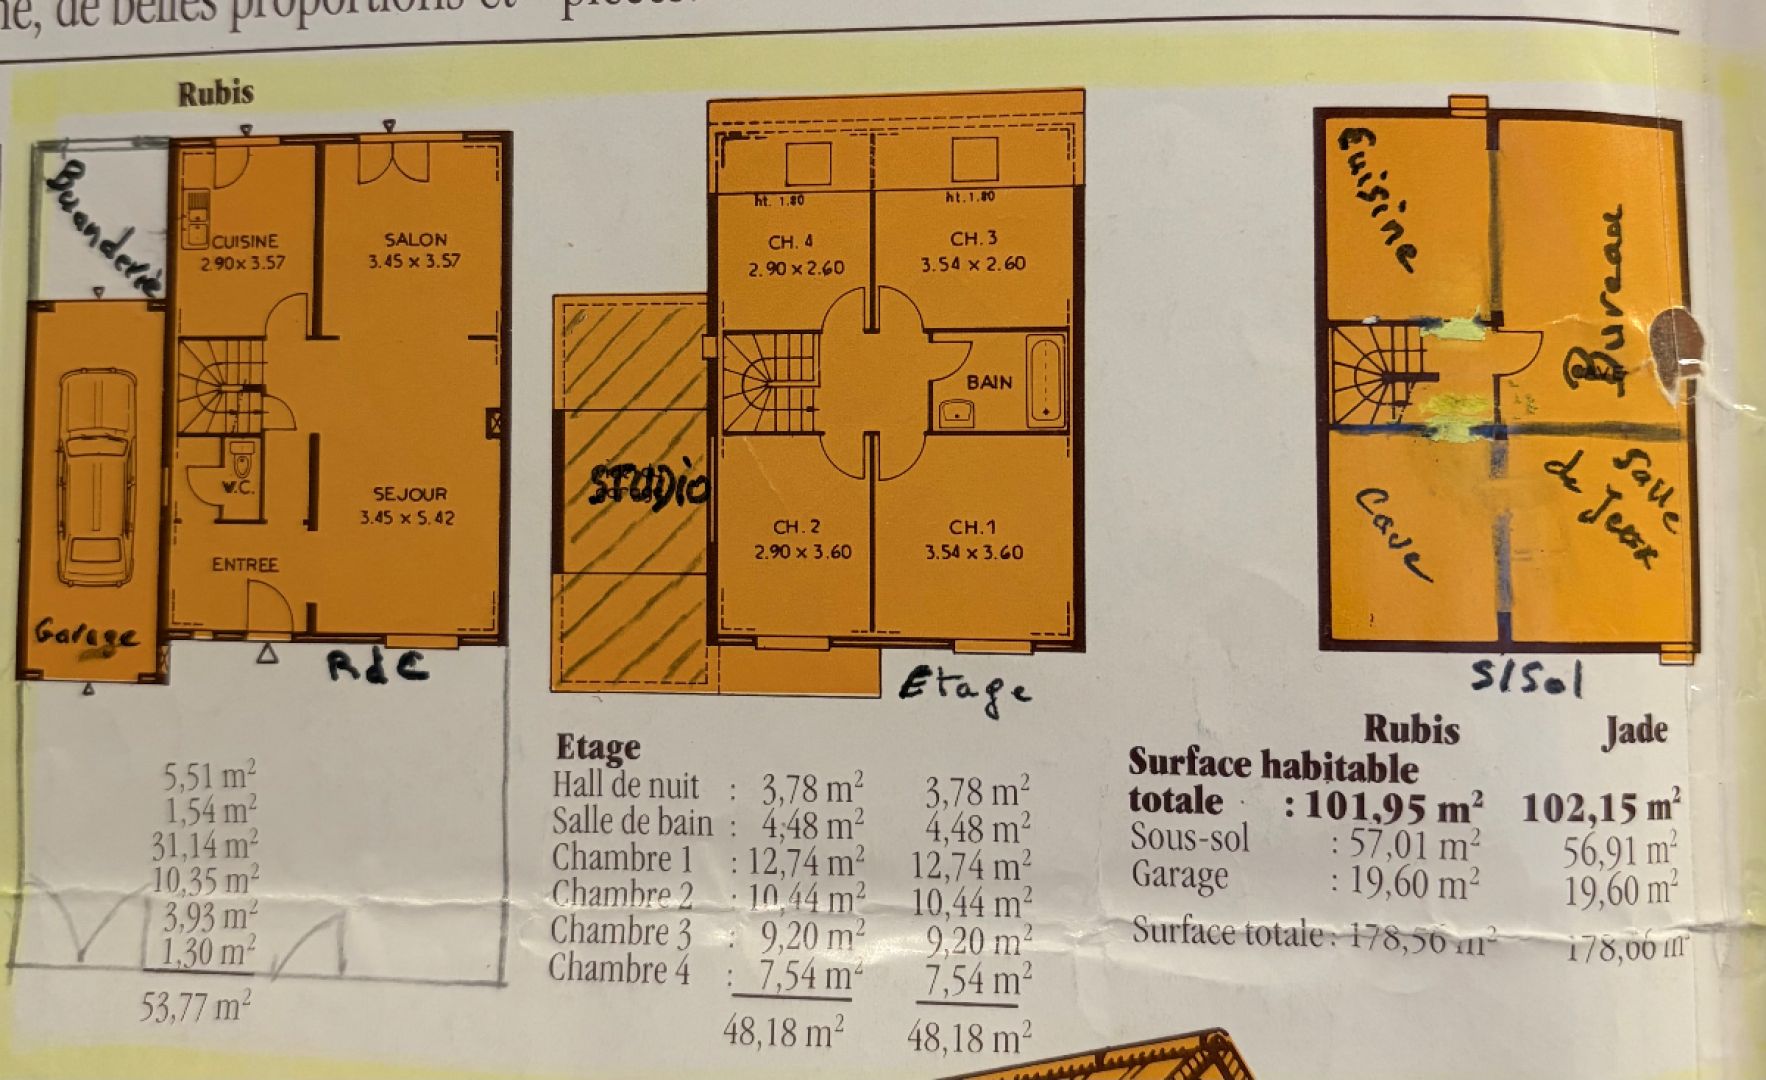 ne, de belles proportions et
Rubis
Buanderie
CUISINE
2.90 x 3.57
SALON
3.45 x 3.57
W.C.
SEJOUR
3.45 x 5.42
ENTREE
Garage
RdC
ht. 1.80
ht. 1.80
CH. 4
2.90 x 2.60
CH. 3
3.54 x 2.60
BAIN
STUDIO
CH. 2
2.90 x 3.60
CH. 1
3.54 x 3.60
Etage
Cuisine
Bureau
Cave
Salle
de Jeux
S/Sol
5,51 m²
1,54 m²
31,14 m²
10,35 m²
3,93 m²
1,30 m²
53,77 m²
Etage
Hall de nuit : 3,78 m² 3,78 m²
Salle de bain : 4,48 m² 4,48 m²
Chambre 1 : 12,74 m² 12,74 m²
Chambre 2 : 10,44 m² 10,44 m²
Chambre 3 : 9,20 m² 9,20 m²
Chambre 4 : 7,54 m² 7,54 m²
48,18 m² 48,18 m²
Rubis Jade
Surface habitable
totale : 101,95 m² 102,15 m²
Sous-sol : 57,01 m² 56,91 m²
Garage : 19,60 m² 19,60 m²
Surface totale : 178,56 m² 178,66 m²